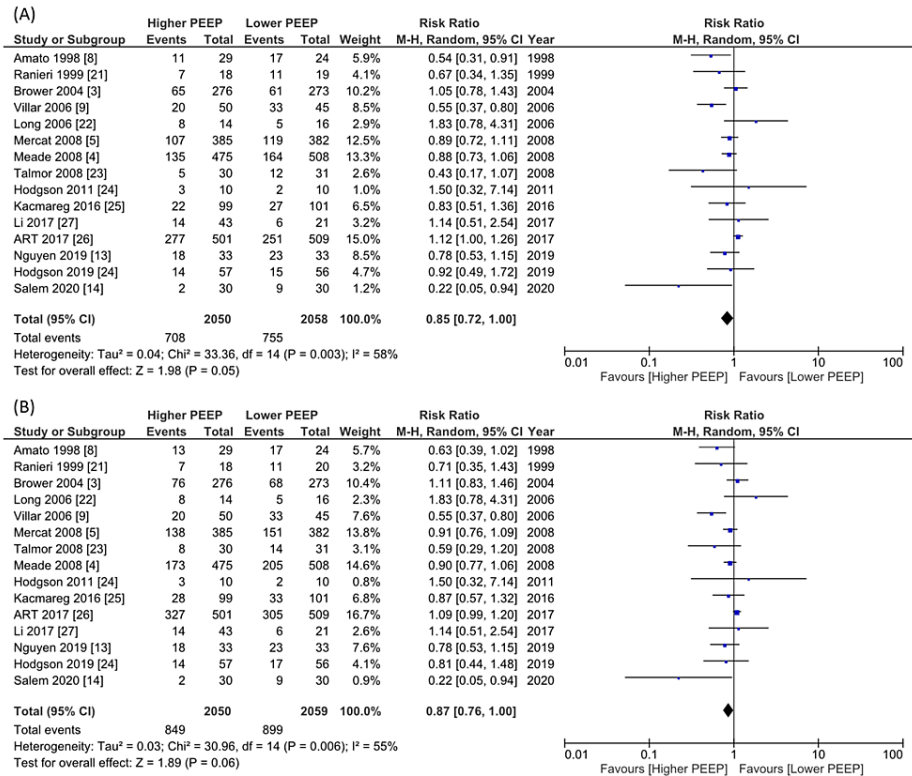 (A)
Higher PEEP Lower PEEP Risk Ratio Risk Ratio
Study or Subgroup Events Total Events Total Weight M-H, Random, 95% CI Year M-H, Random, 95% CI
Amato 1998 [8] 11 29 17 24 5.9% 0.54 [0.31, 0.91] 1998
Ranieri 1999 [21] 7 18 11 19 4.1% 0.67 [0.34, 1.35] 1999
Brower 2004 [3] 65 276 61 273 10.2% 1.05 [0.78, 1.43] 2004
Villar 2006 [9] 20 50 33 45 8.5% 0.55 [0.37, 0.80] 2006
Long 2006 [22] 8 14 5 16 2.9% 1.83 [0.78, 4.31] 2006
Mercat 2008 [5] 107 385 119 382 12.5% 0.89 [0.72, 1.11] 2008
Meade 2008 [4] 135 475 164 508 13.3% 0.88 [0.73, 1.06] 2008
Talmor 2008 [23] 5 30 12 31 2.6% 0.43 [0.17, 1.07] 2008
Hodgson 2011 [24] 3 10 2 10 1.1% 1.50 [0.32, 7.14] 2011
Kacmareg 2016 [25] 22 99 27 101 6.2% 0.83 [0.51, 1.36] 2016
Li 2017 [27] 14 43 6 21 3.2% 1.14 [0.51, 2.54] 2017
ART 2017 [26] 277 501 251 509 15.0% 1.12 [1.00, 1.26] 2017
Nguyen 2019 [13] 18 33 23 33 8.5% 0.78 [0.53, 1.15] 2019
Hodgson 2019 [24] 14 57 15 56 4.7% 0.92 [0.49, 1.72] 2019
Salem 2020 [14] 2 30 9 30 1.2% 0.22 [0.05, 0.94] 2020
Total (95% CI) 2050 2058 100.0% 0.85 [0.72, 1.00]
Total events 708 755
Heterogeneity: Tau² = 0.04; Chi² = 33.36, df = 14 (P = 0.003); I² = 58%
Test for overall effect: Z = 1.98 (P = 0.05)
0.01 0.1 1 10 100
Favours [Higher PEEP] Favours [Lower PEEP]
(B)
Higher PEEP Lower PEEP Risk Ratio Risk Ratio
Study or Subgroup Events Total Events Total Weight M-H, Random, 95% CI Year M-H, Random, 95% CI
Amato 1998 [8] 13 29 17 24 5.7% 0.63 [0.39, 1.02] 1998
Ranieri 1999 [21] 7 18 11 20 3.2% 0.71 [0.35, 1.43] 1999
Brower 2004 [3] 76 276 68 273 10.4% 1.11 [0.83, 1.46] 2004
Long 2006 [22] 8 14 5 16 2.3% 1.83 [0.78, 4.31] 2006
Villar 2006 [9] 20 50 33 45 7.6% 0.55 [0.37, 0.80] 2006
Mercat 2008 [5] 138 385 151 382 13.8% 0.91 [0.76, 1.09] 2008
Talmor 2008 [23] 8 30 14 31 3.1% 0.59 [0.29, 1.20] 2008
Meade 2008 [4] 173 475 205 508 14.6% 0.90 [0.77, 1.06] 2008
Hodgson 2011 [24] 3 10 2 10 0.8% 1.50 [0.32, 7.14] 2011
Kacmareg 2016 [25] 28 99 33 101 6.6% 0.87 [0.57, 1.32] 2016
ART 2017 [26] 327 501 305 509 16.7% 1.09 [0.99, 1.20] 2017
Li 2017 [27] 14 43 6 21 2.6% 1.14 [0.51, 2.54] 2017
Nguyen 2019 [13] 18 33 23 33 7.5% 0.78 [0.53, 1.15] 2019
Hodgson 2019 [24] 14 57 17 56 4.1% 0.81 [0.44, 1.48] 2019
Salem 2020 [14] 2 30 9 30 0.9% 0.22 [0.05, 0.94] 2020
Total (95% CI) 2050 2059 100.0% 0.87 [0.76, 1.00]
Total events 849 899
Heterogeneity: Tau² = 0.03; Chi² = 30.96, df = 14 (P = 0.006); I² = 55%
Test for overall effect: Z = 1.89 (P = 0.06)
0.01 0.1 1 10 100
Favours [Higher PEEP] Favours [Lower PEEP]